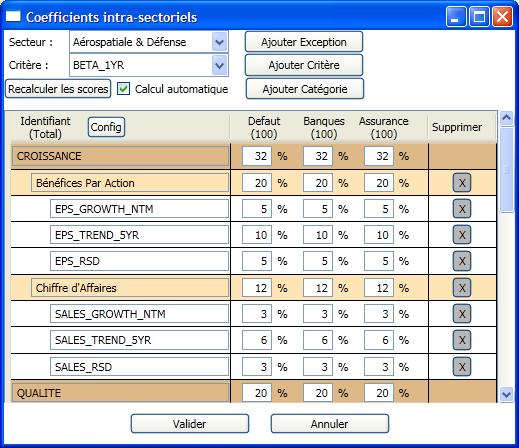 Coefficients intra-sectoriels
Secteur : Aérospatiale & Défense Ajouter Exception
Critère : BETA_1YR Ajouter Critère
Recalculer les scores Calcul automatique Ajouter Catégorie
Identifiant (Total) Config Defaut (100) Banques (100) Assurance (100) Supprimer
CROISSANCE 32 % 32 % 32 %
Bénéfices Par Action 20 % 20 % 20 % X
EPS_GROWTH_NTM 5 % 5 % 5 % X
EPS_TREND_5YR 10 % 10 % 10 % X
EPS_RSD 5 % 5 % 5 % X
Chiffre d'Affaires 12 % 12 % 12 % X
SALES_GROWTH_NTM 3 % 3 % 3 % X
SALES_TREND_5YR 6 % 6 % 6 % X
SALES_RSD 3 % 3 % 3 % X
QUALITE 20 % 20 % 20 %
Valider Annuler